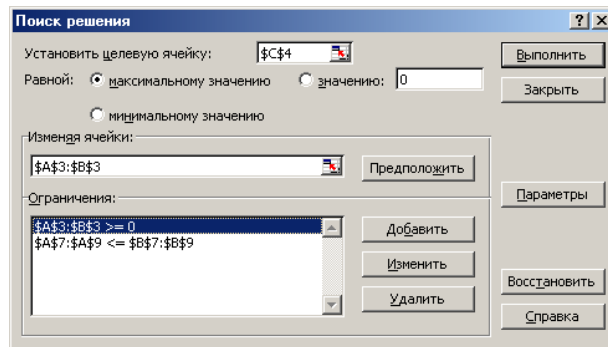 Поиск решения
Установить целевую ячейку: $C$4 Выполнить
Равной: максимальному значению значению: 0 Закрыть
минимальному значению
Изменяя ячейки:
$A$3:$B$3 Предположить
Ограничения: Параметры
$A$3:$B$3 >= 0 Добавить
$A$7:$A$9 <= $B$7:$B$9
Изменить
Восстановить
Удалить
Справка